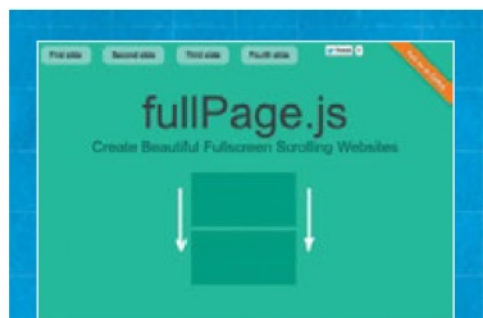 First slide Second slide Third slide Fourth slide
fullPage.js
Create Beautiful Fullscreen Scrolling Websites